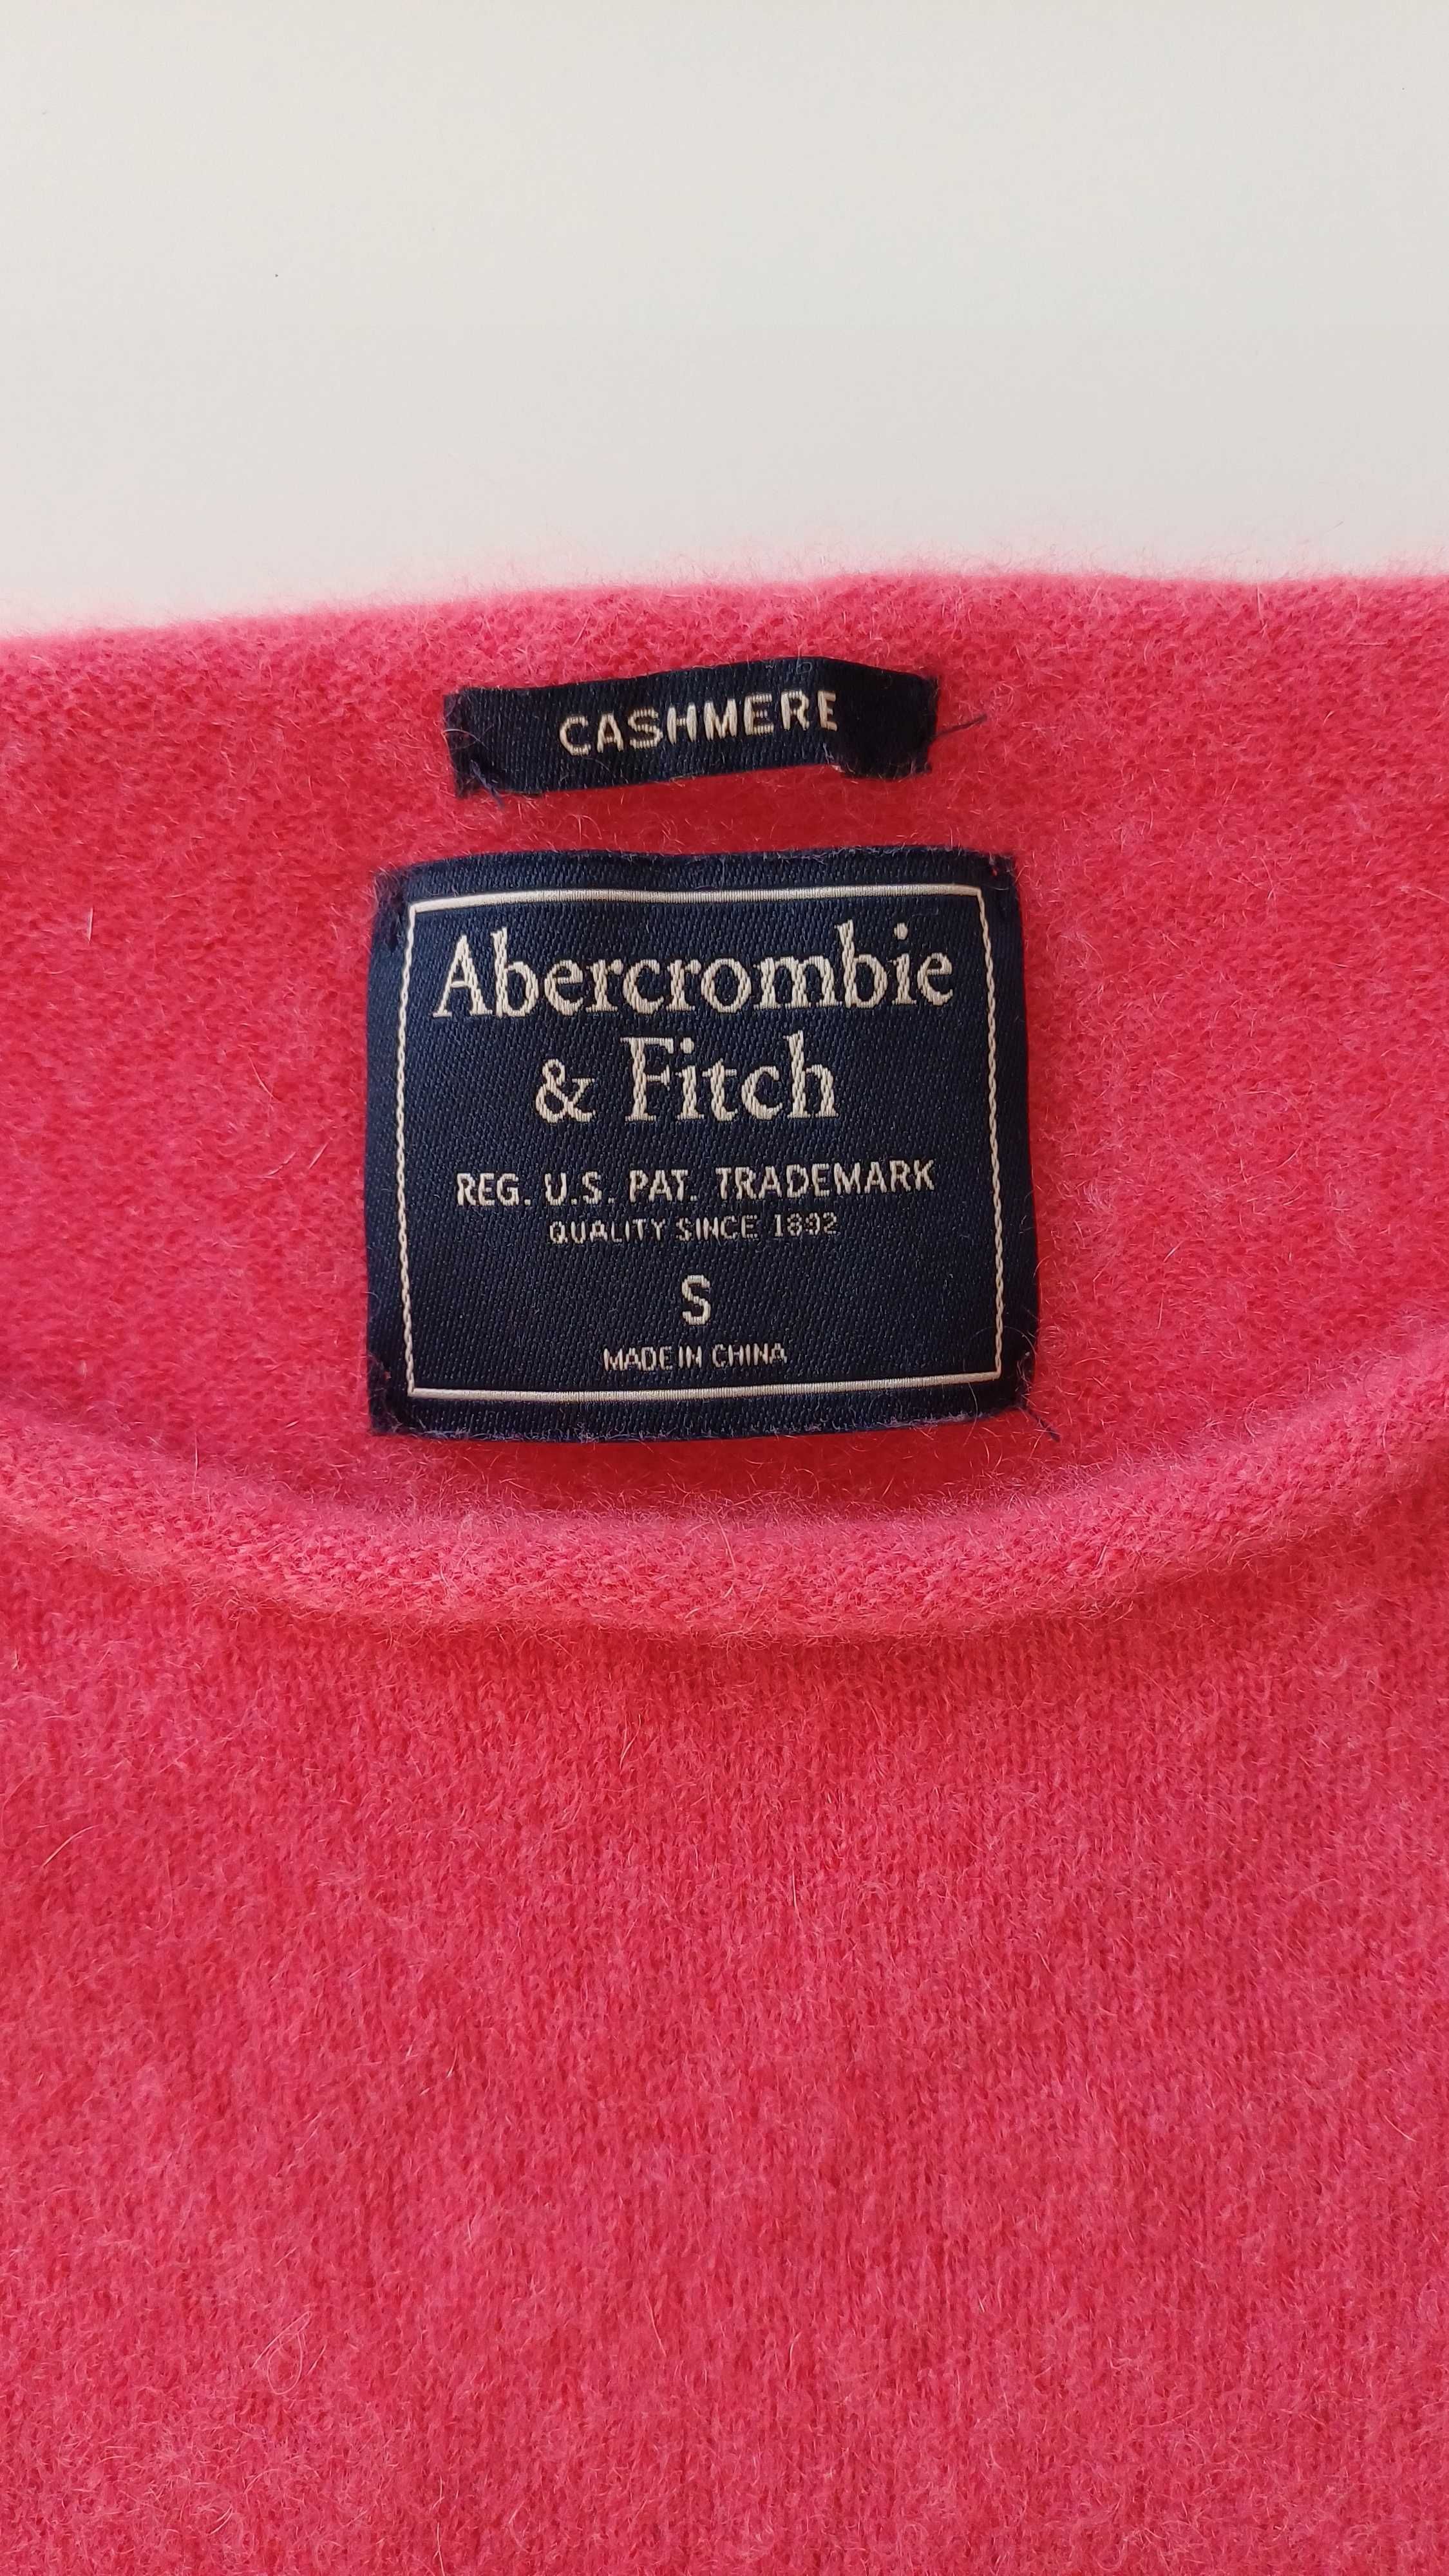 CASHMERE
Abercrombie
& Fitch
REG. U.S. PAT. TRADEMARK
QUALITY SINCE 1892
S
MADE IN CHINA